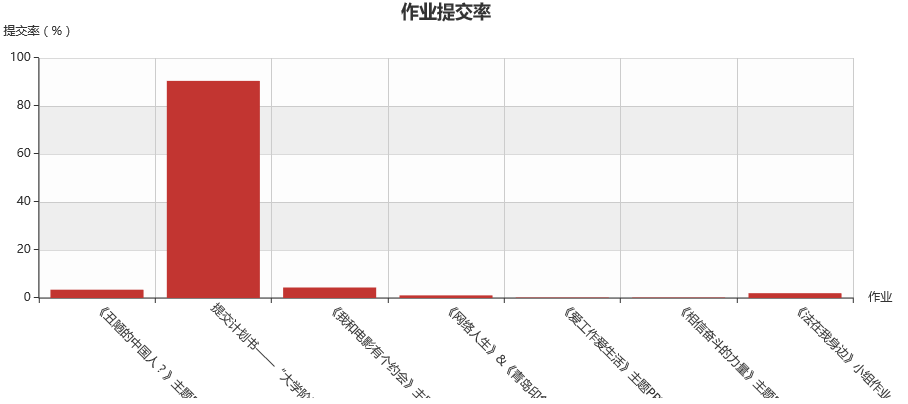 作业提交率
提交率（%）
100
80
60
40
20
0
作业
《丑陋的中国人？》主题
提交计划书——“大学阶
《我和电影有个约会》主
《网络人生》&《青岛印
《爱工作爱生活》主题PP
《相信奋斗的力量》主题
《法在我身边》小组作业